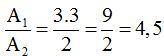 A₁/A₂ = 3.3/2 = 9/2 = 4,5